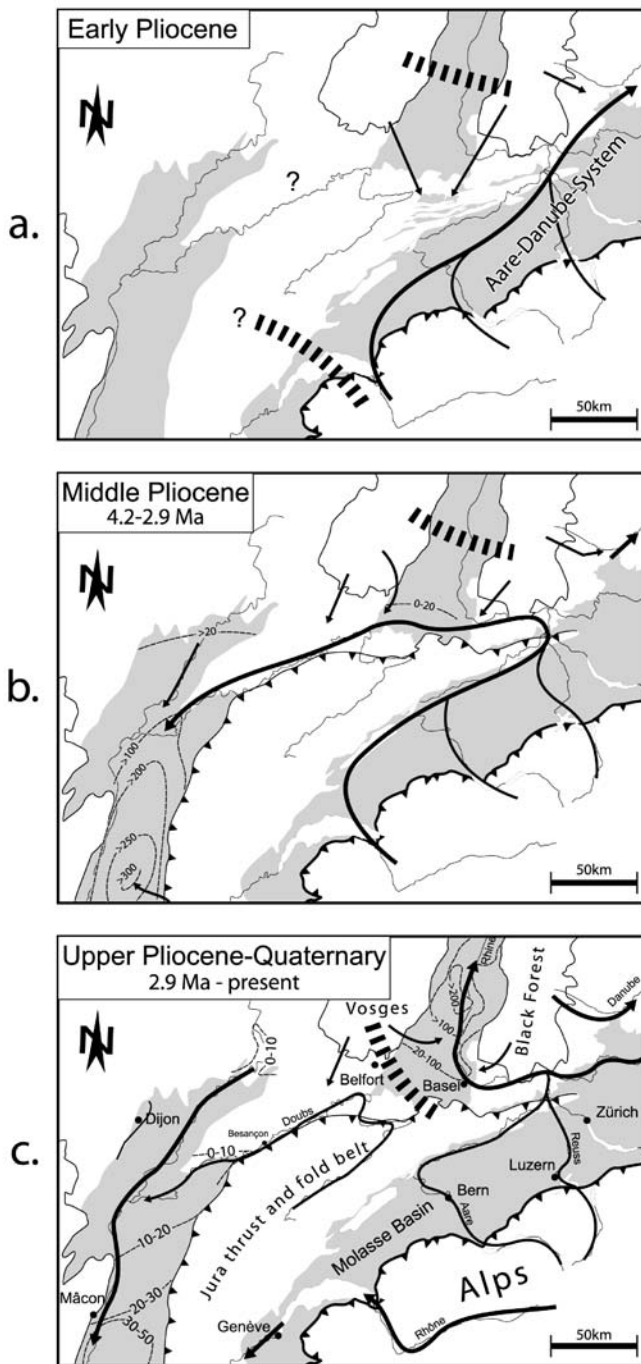 Early Pliocene
N
a.
?
?
Aare-Danube-System
50km
Middle Pliocene
4.2-2.9 Ma
N
b.
0-20
>20
>100
>200
>250
>300
50km
Upper Pliocene-Quaternary
2.9 Ma - present
N
c.
Rhine
>200
>100
20-100
Black Forest
Danube
Vosges
0-10
Belfort
Basel
Dijon
Doubs
Besançon
0-10
Zürich
Reuss
Luzern
Bern
Aare
Jura thrust and fold belt
Molasse Basin
10-20
20-30
30-50
Mâcon
Genève
Alps
Rhône
50km